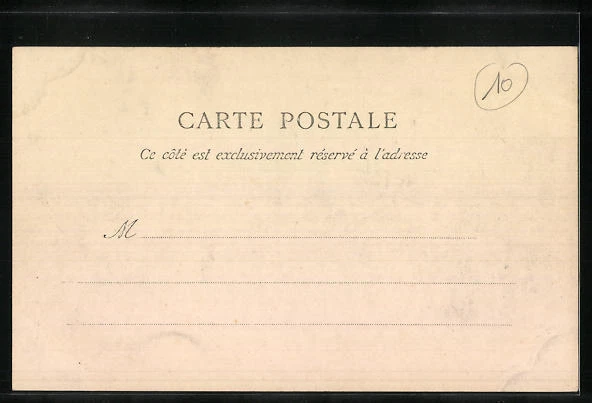 10
CARTE POSTALE
Ce côté est exclusivement réservé à l'adresse
M